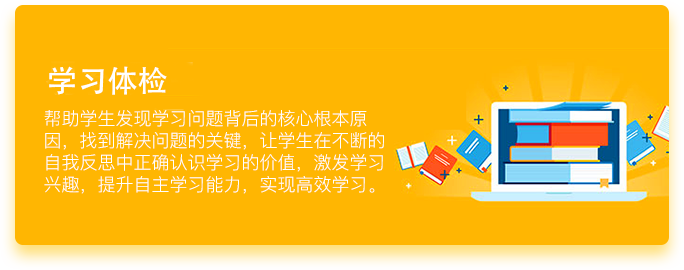 学习体检
帮助学生发现学习问题背后的核心根本原
因，找到解决问题的关键，让学生在不断的
自我反思中正确认识学习的价值，激发学习
兴趣，提升自主学习能力，实现高效学习。